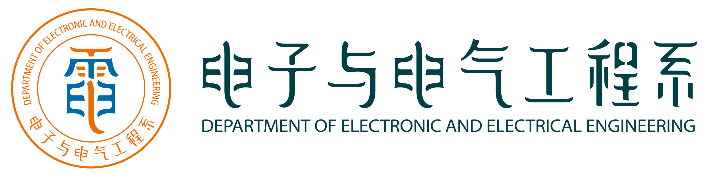 DEPARTMENT OF ELECTRONIC AND ELECTRICAL ENGINEERING
電
电子与电气工程系
电子与电气工程系
DEPARTMENT OF ELECTRONIC AND ELECTRICAL ENGINEERING